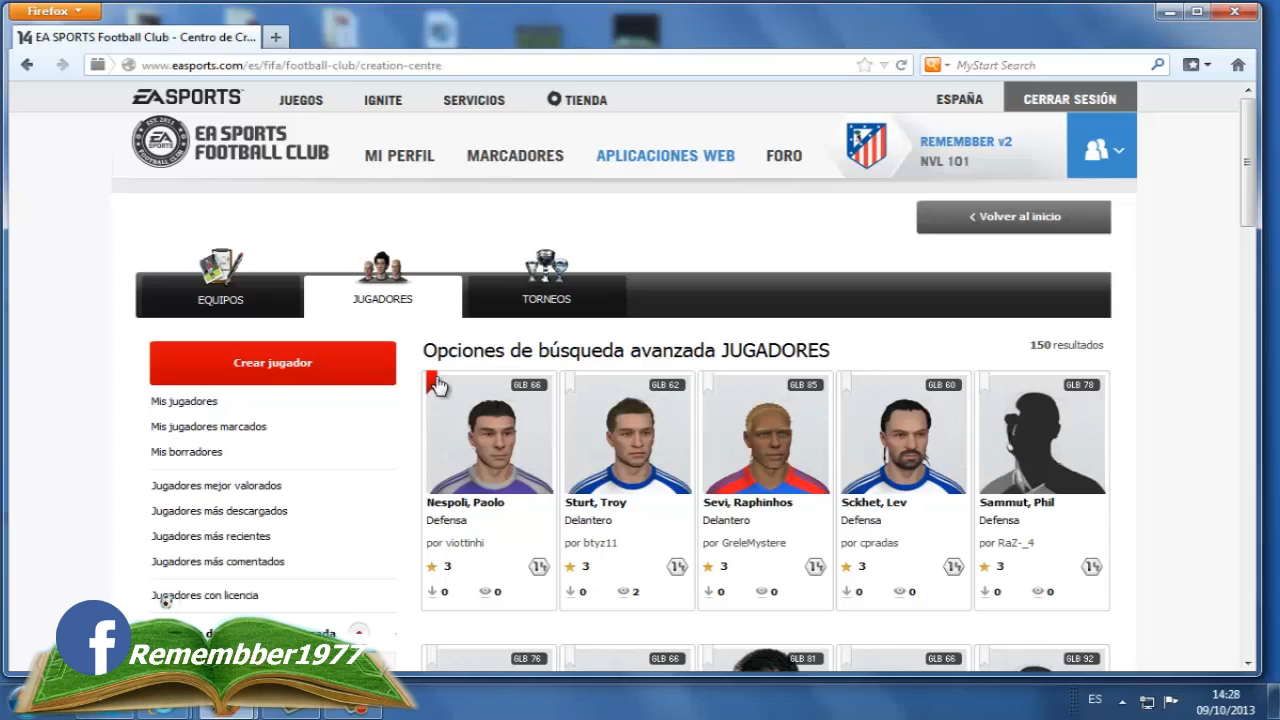 Firefox
14 EA SPORTS Football Club - Centro de Cr...
www.easports.com/es/fifa/football-club/creation-centre
MyStart Search
EA SPORTS
JUEGOS
IGNITE
SERVICIOS
TIENDA
ESPAÑA
CERRAR SESIÓN
EA SPORTS
FOOTBALL CLUB
MI PERFIL
MARCADORES
APLICACIONES WEB
FORO
REMEMBBER v2
NVL 101
Volver al inicio
EQUIPOS
JUGADORES
TORNEOS
Crear jugador
Mis jugadores
Mis jugadores marcados
Mis borradores
Jugadores mejor valorados
Jugadores más descargados
Jugadores más recientes
Jugadores más comentados
Jugadores con licencia
Opciones de búsqueda avanzada JUGADORES
150 resultados
GLB 66
Nespoli, Paolo
Defensa
por viottinhi
3
14
0 0
GLB 62
Sturt, Troy
Delantero
por btyz11
3
14
0 2
GLB 85
Sevi, Raphinhos
Delantero
por GreleMystere
3
14
0 0
GLB 60
Sckhet, Lev
Defensa
por cpradas
3
14
0 0
GLB 78
Sammut, Phil
Defensa
por RaZ-_4
3
14
0 0
GLB 76
GLB 66
GLB 81
GLB 66
GLB 92
f
Remembber1977
ES
14:28
09/10/2013